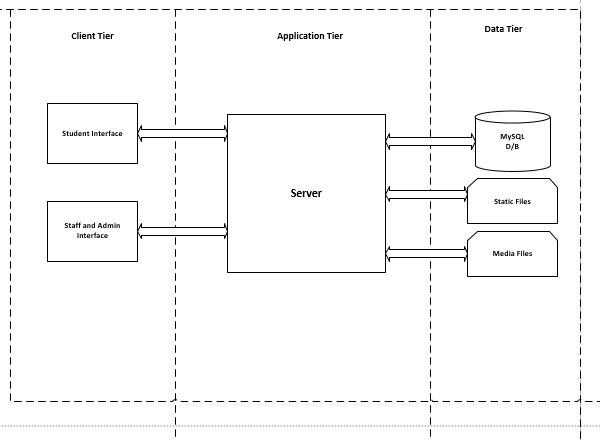 Client Tier
Application Tier
Data Tier
Student Interface
MySQL
D/B
Server
Static Files
Staff and Admin
Interface
Media Files